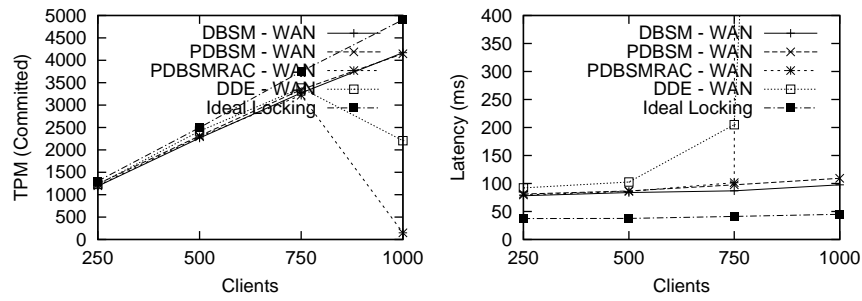 TPM (Committed)
5000
4500
4000
3500
3000
2500
2000
1500
1000
500
0
DBSM - WAN
PDBSM - WAN
PDBSMRAC - WAN
DDE - WAN
Ideal Locking
250
500
750
1000
Clients
Latency (ms)
400
350
300
250
200
150
100
50
0
DBSM - WAN
PDBSM - WAN
PDBSMRAC - WAN
DDE - WAN
Ideal Locking
250
500
750
1000
Clients